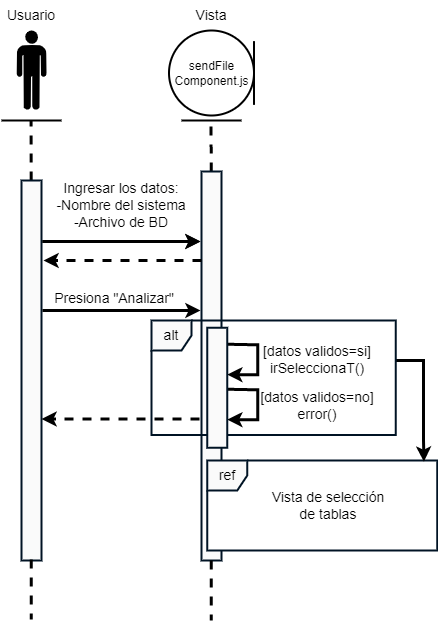 Usuario
Vista
sendFile
Component.js
Ingresar los datos:
-Nombre del sistema
-Archivo de BD
Presiona "Analizar"
alt
[datos validos=si]
irSeleccionaT()
[datos validos=no]
error()
ref
Vista de selección
de tablas